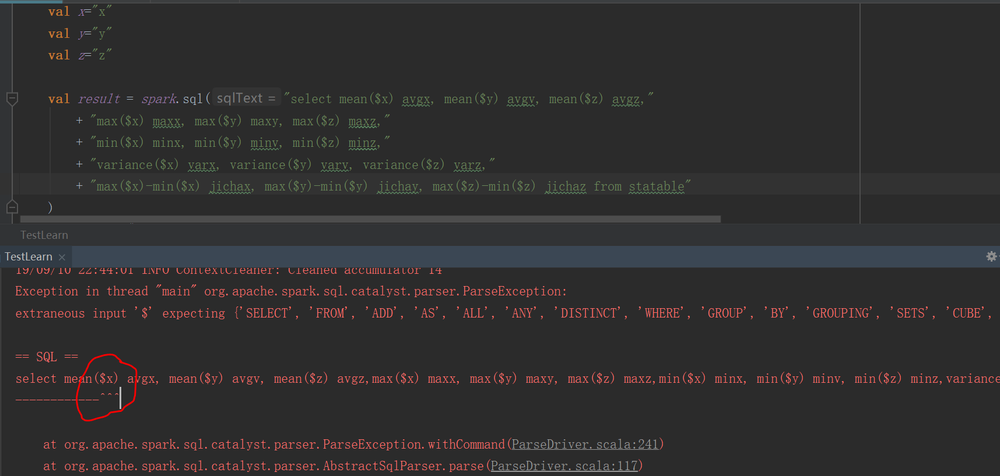 val x="x"
val y="y"
val z="z"
val result = spark.sql( sqlText = "select mean($x) avgx, mean($y) avgv, mean($z) avgz,"
+ "max($x) maxx, max($y) maxy, max($z) maxz,"
+ "min($x) minx, min($y) minv, min($z) minz,"
+ "variance($x) varx, variance($y) varv, variance($z) varz,"
+ "max($x)-min($x) jichax, max($y)-min($y) jichay, max($z)-min($z) jichaz from statable"
)
TestLearn
TestLearn ×
19/09/10 22:44:01 INFO ContextCleaner: Cleaned accumulator 14
Exception in thread "main" org.apache.spark.sql.catalyst.parser.ParseException:
extraneous input '$' expecting {'SELECT', 'FROM', 'ADD', 'AS', 'ALL', 'ANY', 'DISTINCT', 'WHERE', 'GROUP', 'BY', 'GROUPING', 'SETS', 'CUBE',
== SQL ==
select mean($x) avgx, mean($y) avgv, mean($z) avgz,max($x) maxx, max($y) maxy, max($z) maxz,min($x) minx, min($y) minv, min($z) minz,variance
------------^^^
at org.apache.spark.sql.catalyst.parser.ParseException.withCommand(ParseDriver.scala:241)
at org.apache.spark.sql.catalyst.parser.AbstractSqlParser.parse(ParseDriver.scala:117)